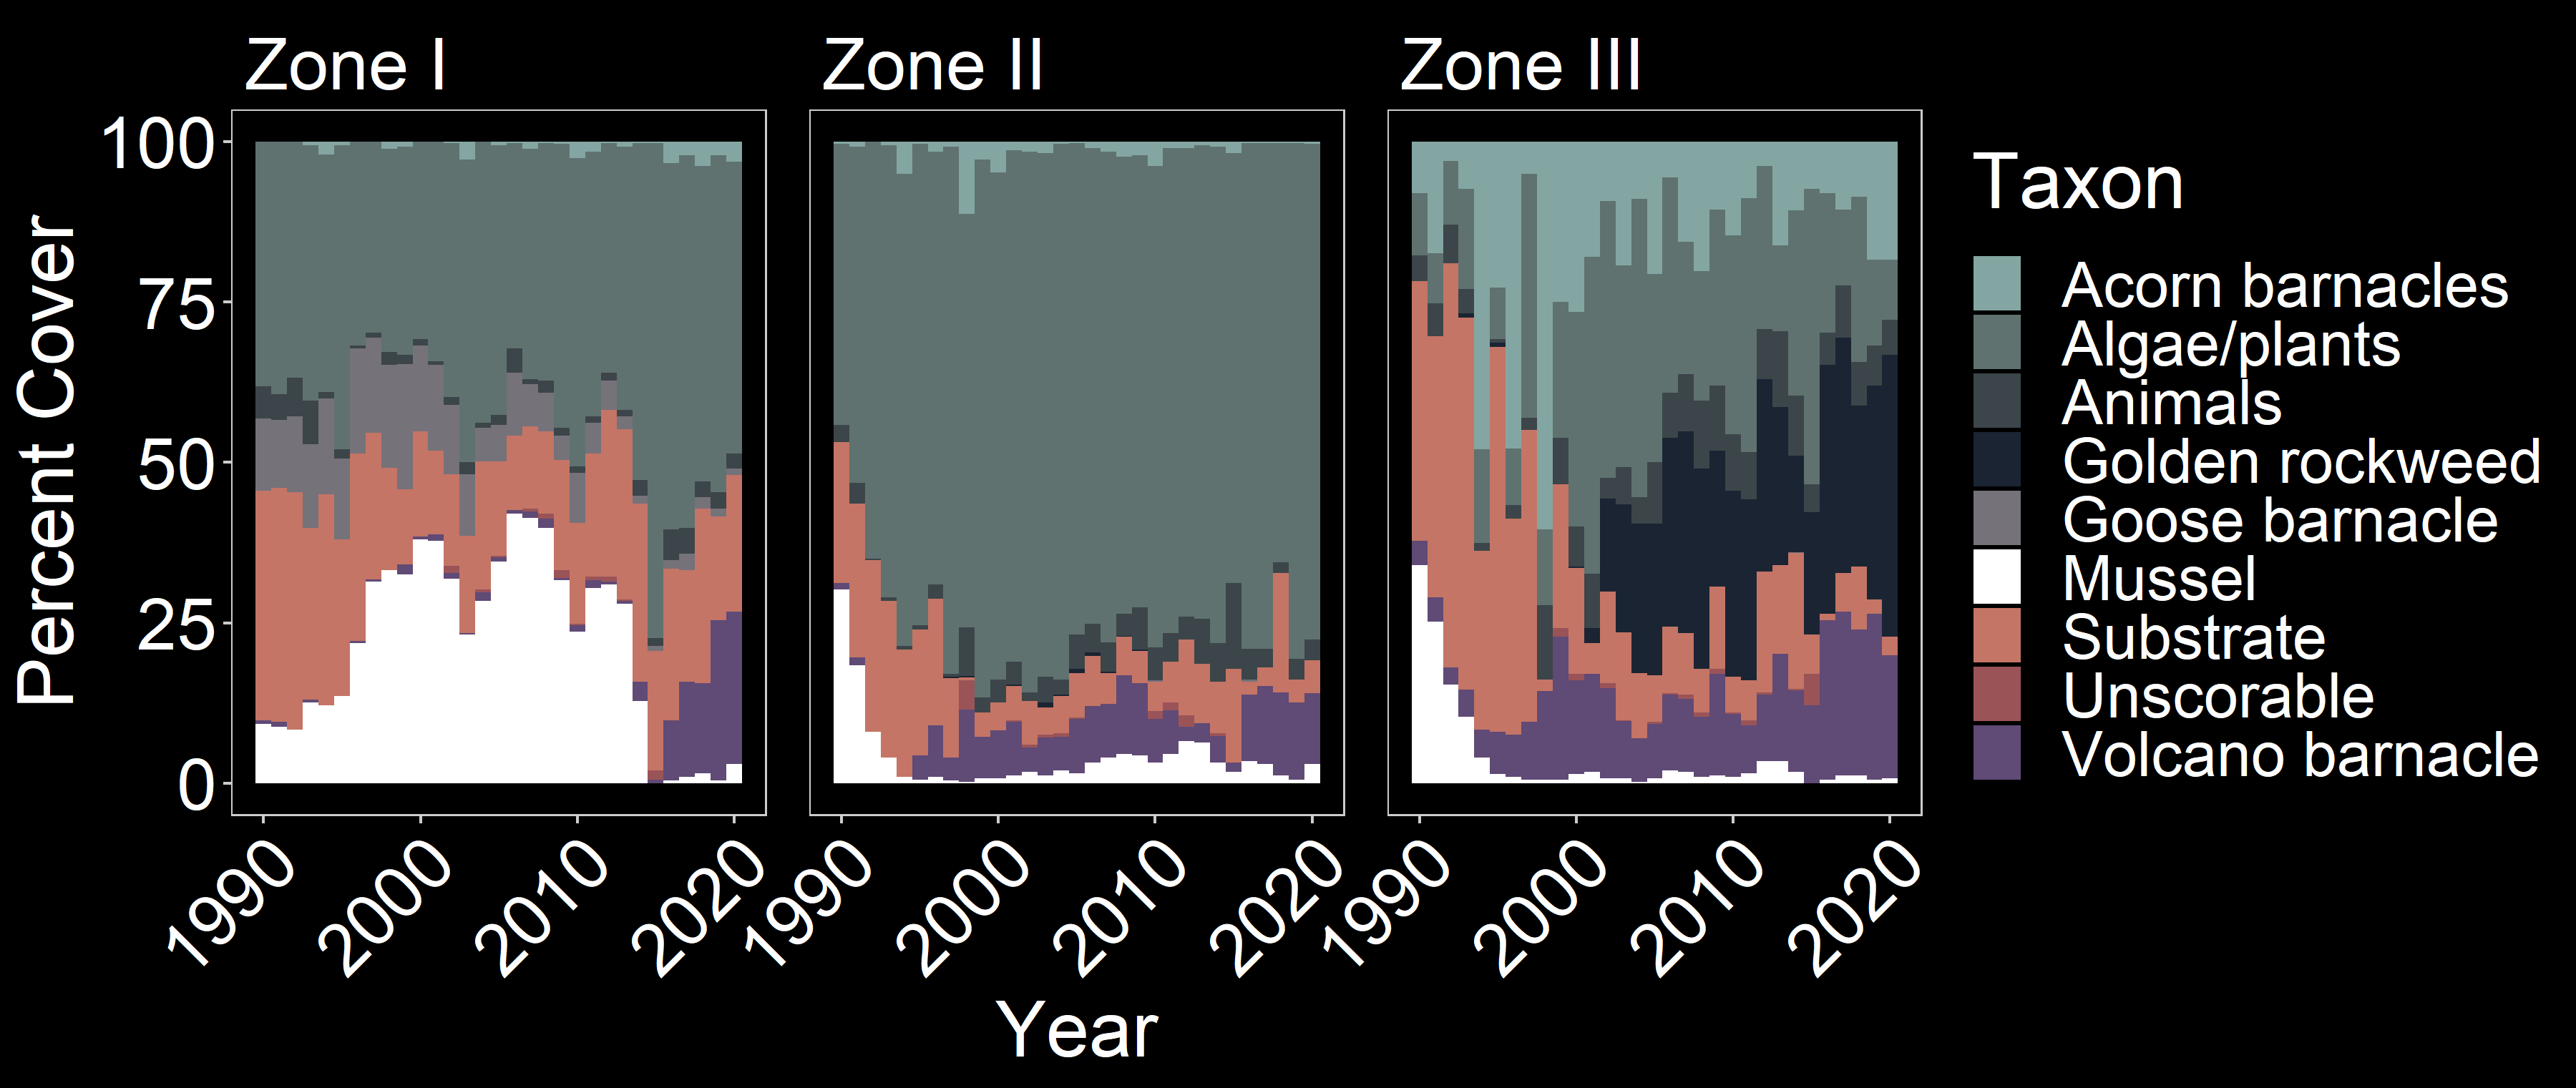 Zone I
Zone II
Zone III
Percent Cover
100
75
50
25
0
1990
2000
2010
2020
1990
2000
2010
2020
1990
2000
2010
2020
Year
Taxon
Acorn barnacles
Algae/plants
Animals
Golden rockweed
Goose barnacle
Mussel
Substrate
Unscorable
Volcano barnacle